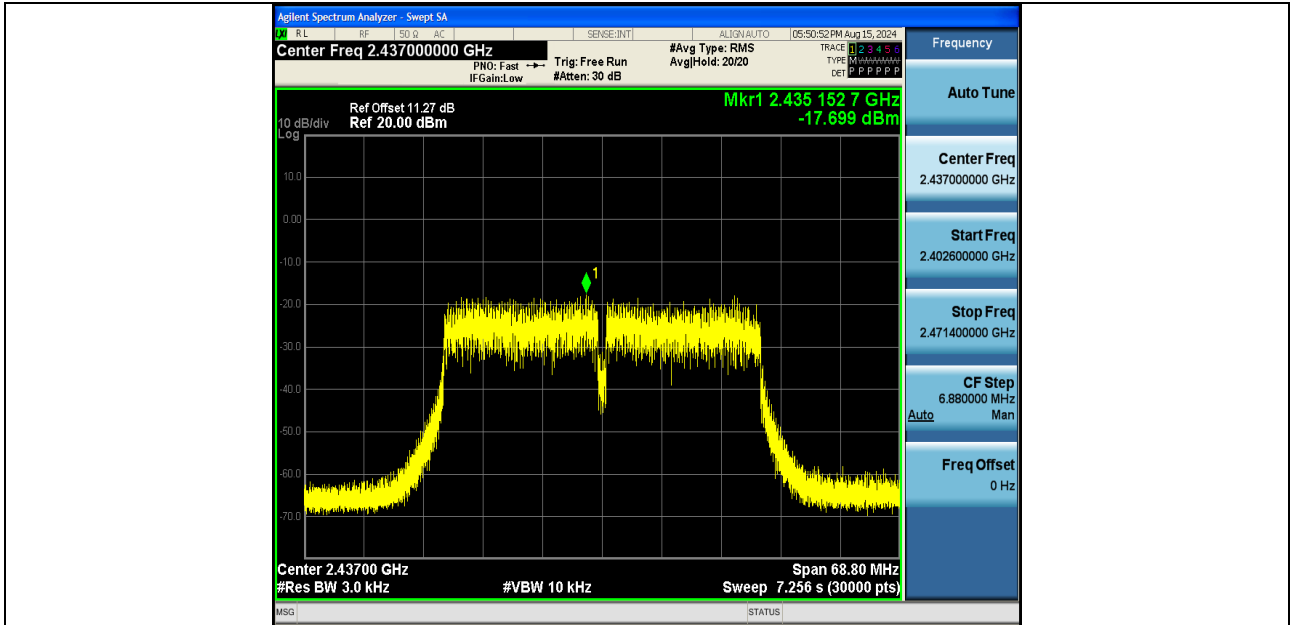 Agilent Spectrum Analyzer - Swept SA
LXI RL RF 50 Ω AC SENSE:INT ALIGN AUTO 05:50:52 PM Aug 15, 2024
Center Freq 2.437000000 GHz
PNO: Fast
IFGain:Low
Trig: Free Run
#Atten: 30 dB
#Avg Type: RMS
Avg|Hold: 20/20
TRACE 1 2 3 4 5 6
TYPE M
DET P P P P P P
Mkr1 2.435 152 7 GHz
-17.699 dBm
Ref Offset 11.27 dB
10 dB/div Ref 20.00 dBm
Log
10.0
0.00
-10.0
-20.0
-30.0
-40.0
-50.0
-60.0
-70.0
1
Center 2.43700 GHz Span 68.80 MHz
#Res BW 3.0 kHz #VBW 10 kHz Sweep 7.256 s (30000 pts)
MSG STATUS
Frequency
Auto Tune
Center Freq
2.437000000 GHz
Start Freq
2.402600000 GHz
Stop Freq
2.471400000 GHz
CF Step
6.880000 MHz
Auto Man
Freq Offset
0 Hz